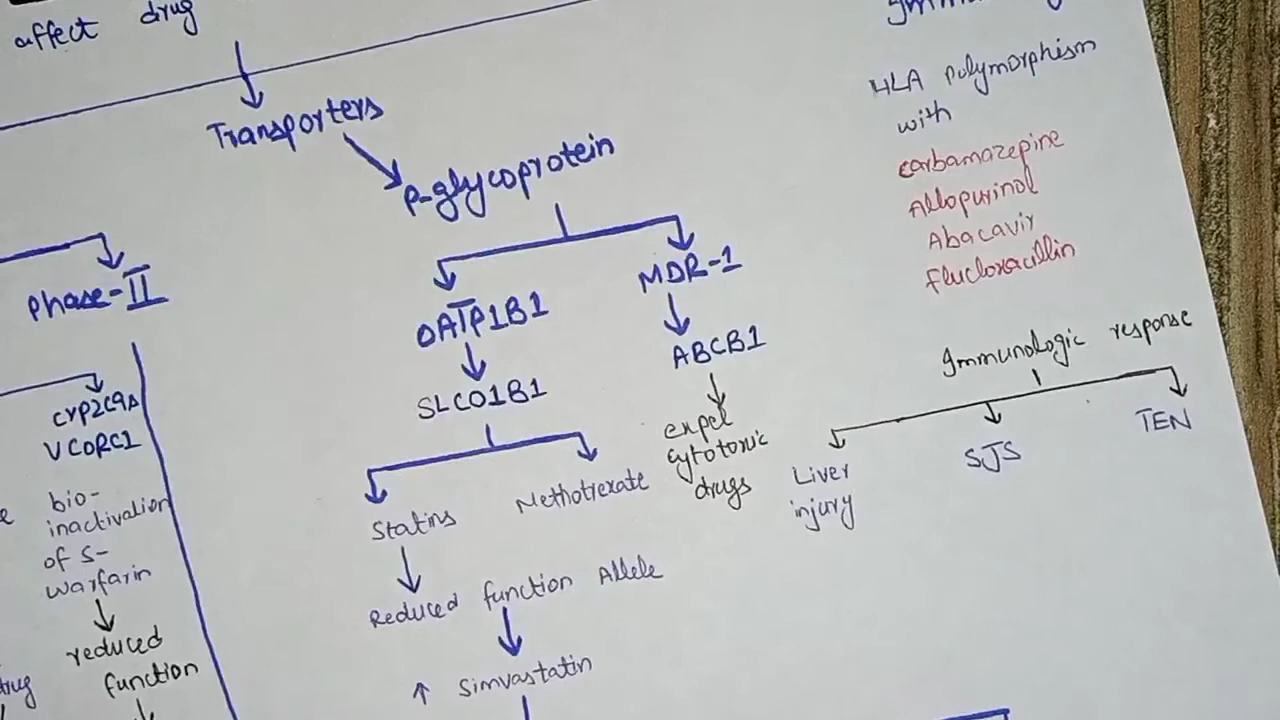 affect drug
Transporters
P-glycoprotein
OATP1B1
SLCO1B1
Statins
Methotrexate
Reduced function Allele
↑ Simvastatin
MDR-1
ABCB1
expel
cytotoxic
drugs
Phase-II
CYP2C9
VCORC1
bio-
inactivation
of S-
warfarin
reduced
function
HLA polymorphism
with
carbamazepine
Allopurinol
Abacavir
flucloxacillin
Immunologic response
Liver
injury
SJS
TEN